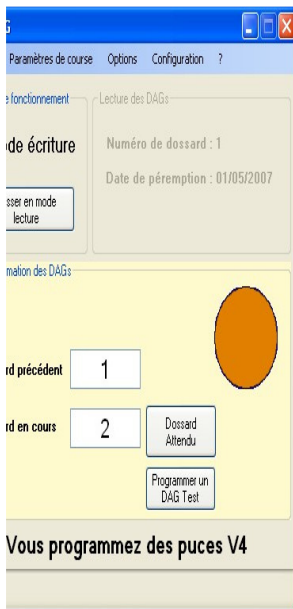 G
Paramètres de course Options Configuration ?
e fonctionnement
Lecture des DAGs
de écriture
Numéro de dossard : 1
Date de péremption : 01/05/2007
sser en mode
lecture
mation des DAGs
rd précédent 1
rd en cours 2
Dossard
Attendu
Programmer un
DAG Test
Vous programmez des puces V4